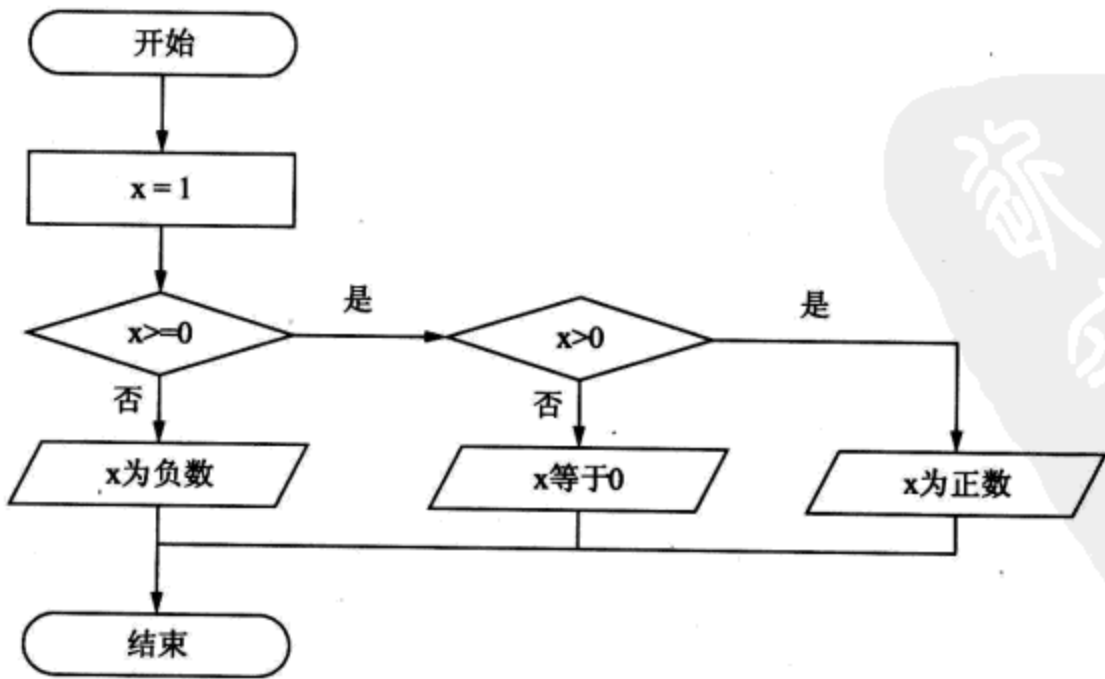 开始
x = 1
x>=0
是
x>0
是
否
否
x为负数
x等于0
x为正数
结束